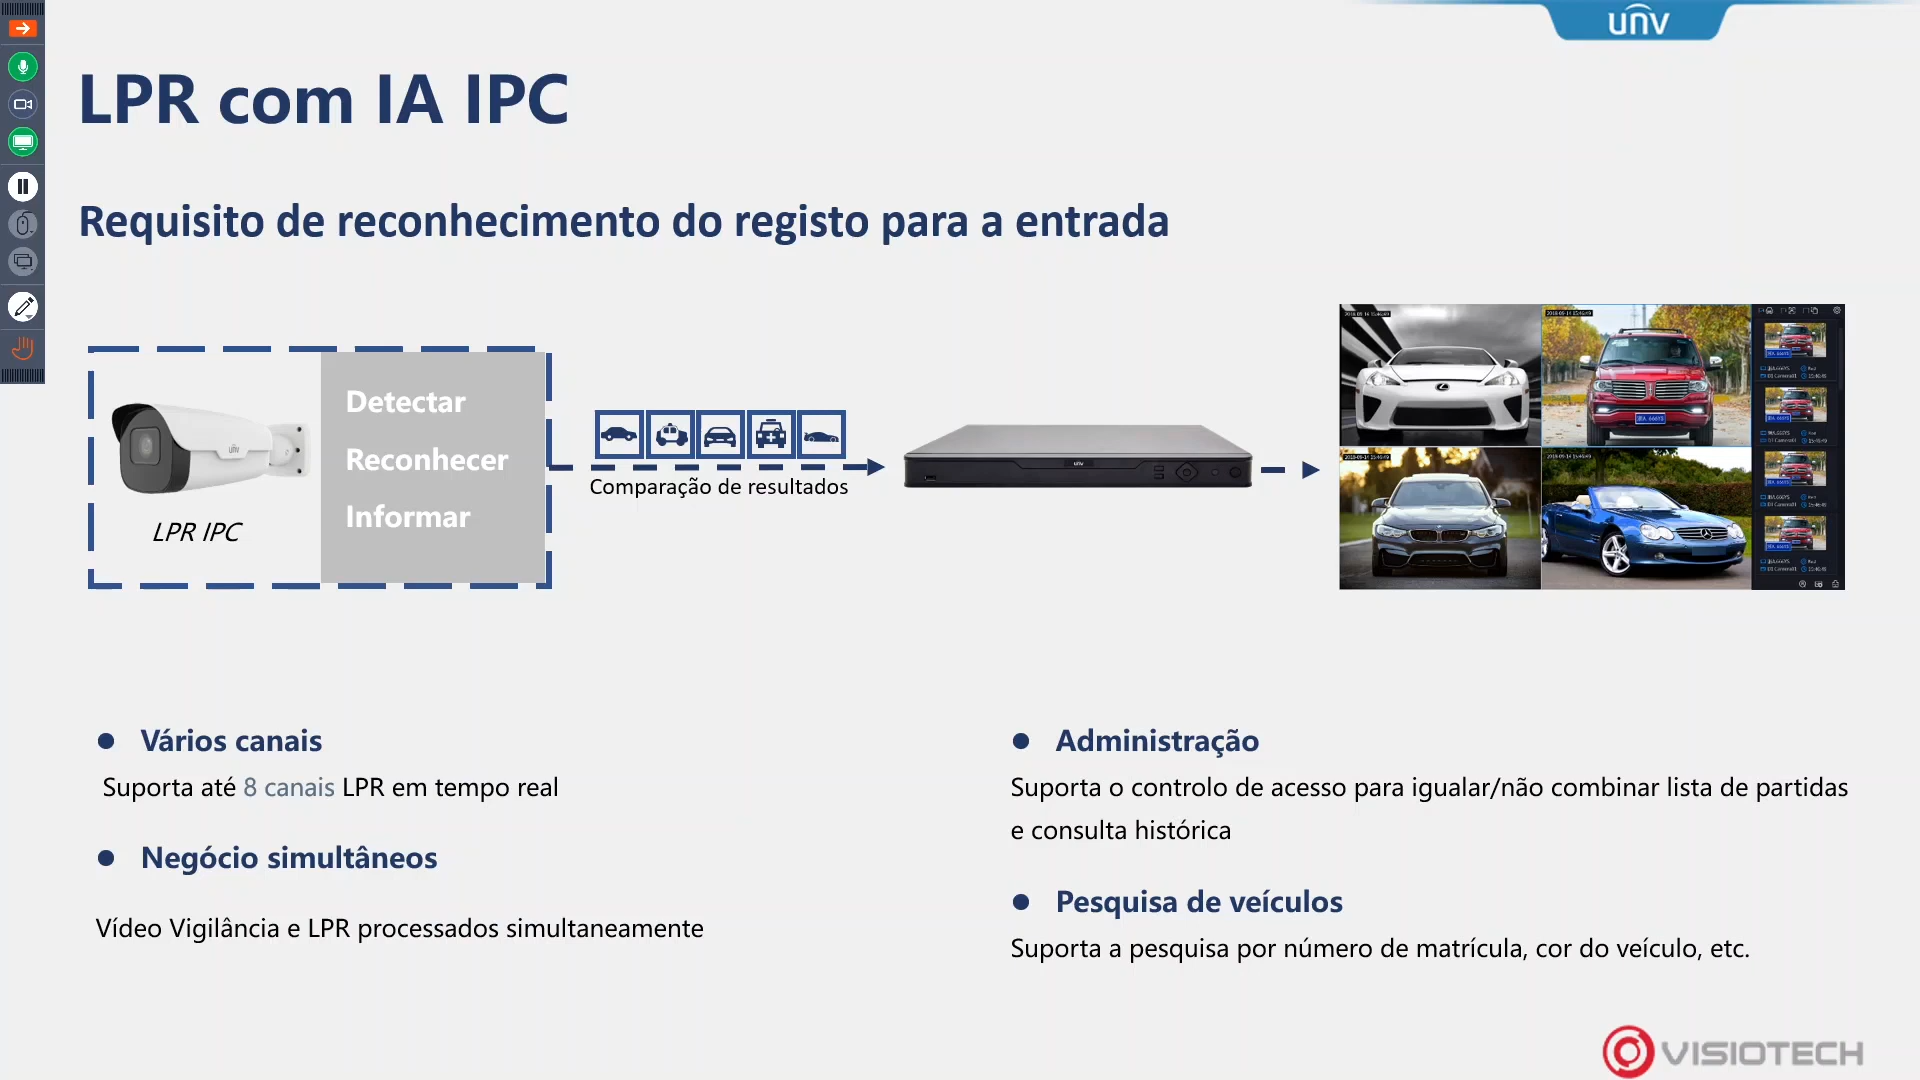 unv
LPR com IA IPC
Requisito de reconhecimento do registo para a entrada
Detectar
Reconhecer
Informar
LPR IPC
Comparação de resultados
Vários canais
Suporta até 8 canais LPR em tempo real
Negócio simultâneos
Vídeo Vigilância e LPR processados simultaneamente
Administração
Suporta o controlo de acesso para igualar/não combinar lista de partidas
e consulta histórica
Pesquisa de veículos
Suporta a pesquisa por número de matrícula, cor do veículo, etc.
VISIOTECH